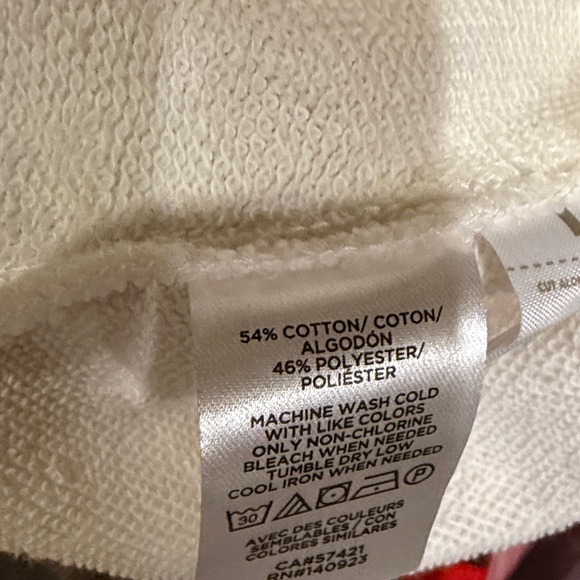 54% COTTON/ COTON/
ALGODÓN
46% POLYESTER/
POLIÉSTER
MACHINE WASH COLD
WITH LIKE COLORS
ONLY NON-CHLORINE
BLEACH WHEN NEEDED
TUMBLE DRY LOW
COOL IRON WHEN NEEDED
30
P
AVEC DES COULEURS
SEMBLABLES / CON
COLORES SIMILARES
CA#57421
RN#140923
CUT ALO